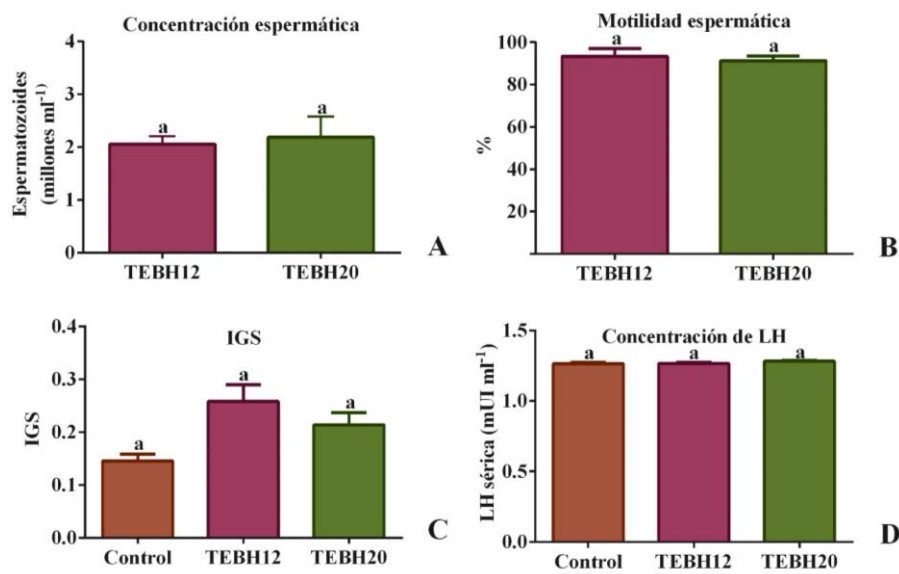 Concentración espermática
Espermatozoides
(millones ml⁻¹)
4
3
2
1
0
a
a
TEBH12
TEBH20
A
Motilidad espermática
%
100
80
60
40
20
a
a
TEBH12
TEBH20
B
IGS
IGS
0.4
0.3
0.2
0.1
0.0
a
a
a
Control
TEBH12
TEBH20
C
Concentración de LH
LH sérica (mUI ml⁻¹)
1.5
1.0
0.5
0.0
a
a
a
Control
TEBH12
TEBH20
D